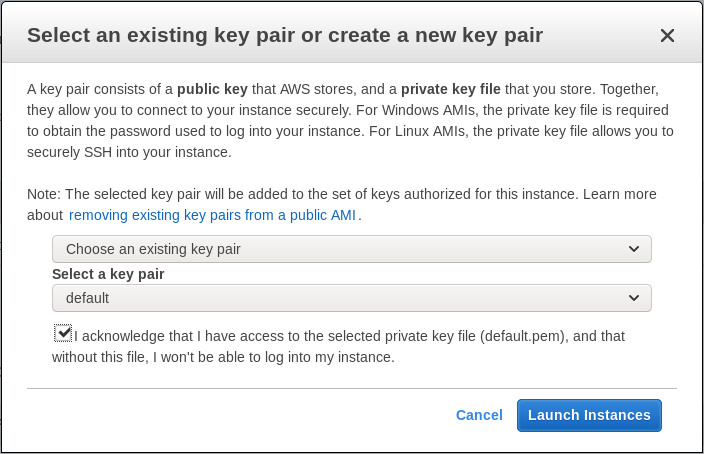 Select an existing key pair or create a new key pair
A key pair consists of a public key that AWS stores, and a private key file that you store. Together,
they allow you to connect to your instance securely. For Windows AMIs, the private key file is required
to obtain the password used to log into your instance. For Linux AMIs, the private key file allows you to
securely SSH into your instance.
Note: The selected key pair will be added to the set of keys authorized for this instance. Learn more
about removing existing key pairs from a public AMI .
Choose an existing key pair
Select a key pair
default
I acknowledge that I have access to the selected private key file (default.pem), and that
without this file, I won't be able to log into my instance.
Cancel Launch Instances